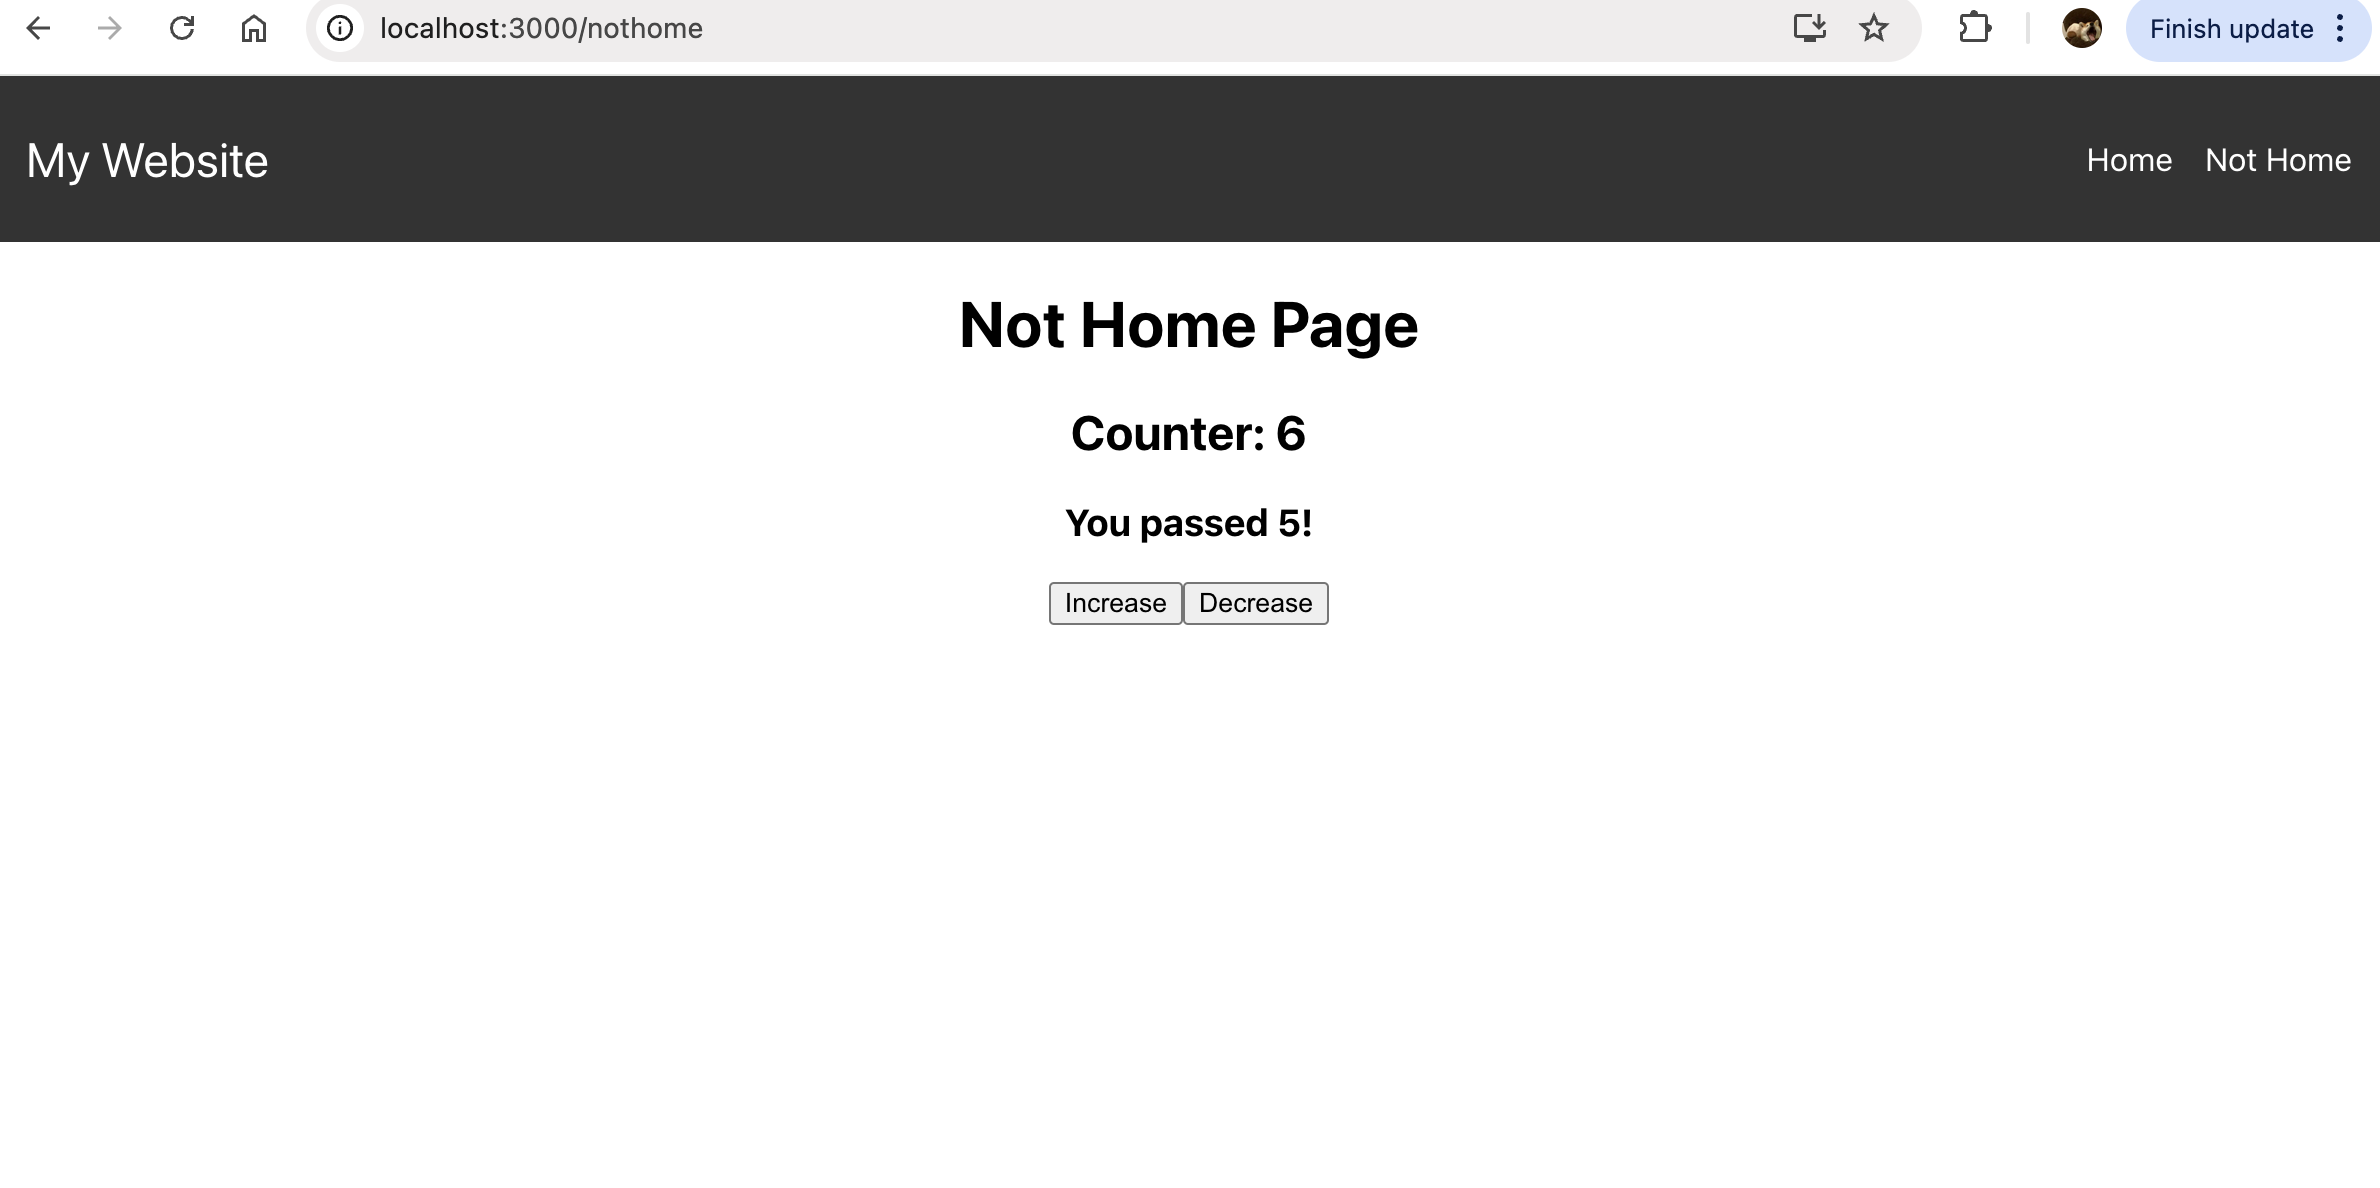 localhost:3000/nothome
Finish update
My Website
Home Not Home
Not Home Page
Counter: 6
You passed 5!
Increase Decrease